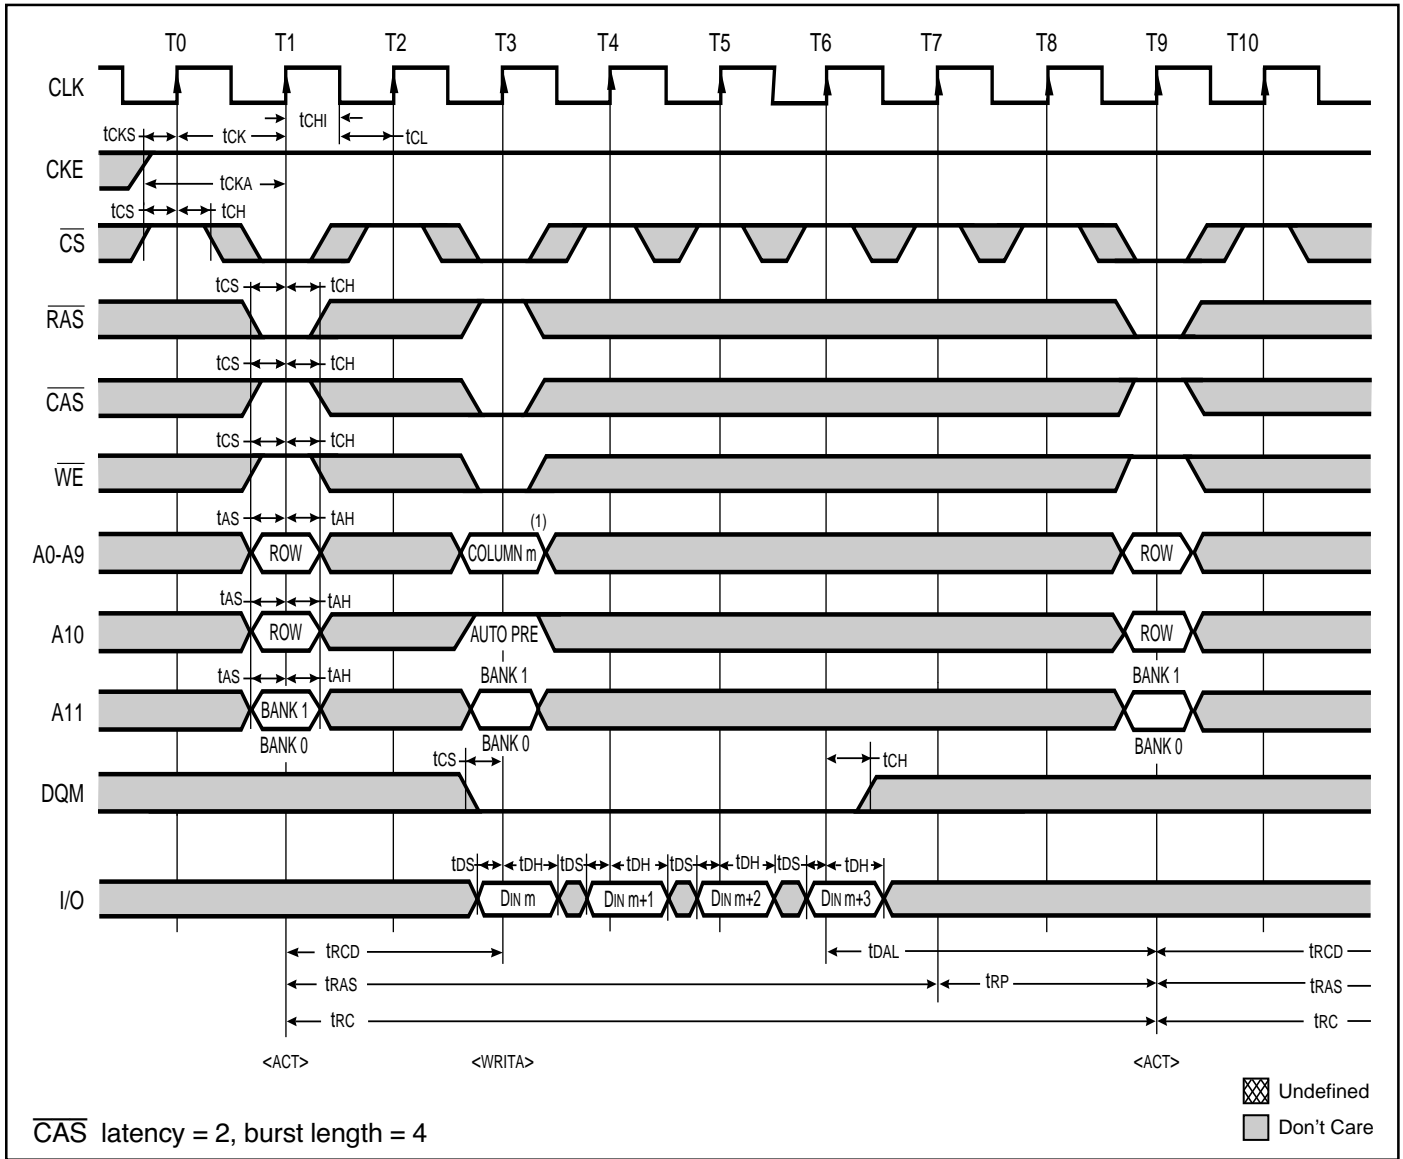 T0 T1 T2 T3 T4 T5 T6 T7 T8 T9 T10
CLK
tCHI
tCKS tCK tCL
CKE
tCKA
tCS tCH
CS
tCS tCH
RAS
tCS tCH
CAS
tCS tCH
WE
tAS tAH (1)
A0-A9 ROW COLUMN m ROW
tAS tAH
A10 ROW AUTO PRE ROW
tAS tAH BANK 1 BANK 1
A11 BANK 1
BANK 0 BANK 0 BANK 0
tCS tCH
DQM
tDS tDH tDS tDH tDS tDH tDS tDH
I/O DIN m DIN m+1 DIN m+2 DIN m+3
tRCD tDAL tRCD
tRAS tRP tRAS
tRC tRC
<ACT> <WRITA> <ACT>
Undefined
CAS latency = 2, burst length = 4 Don't Care